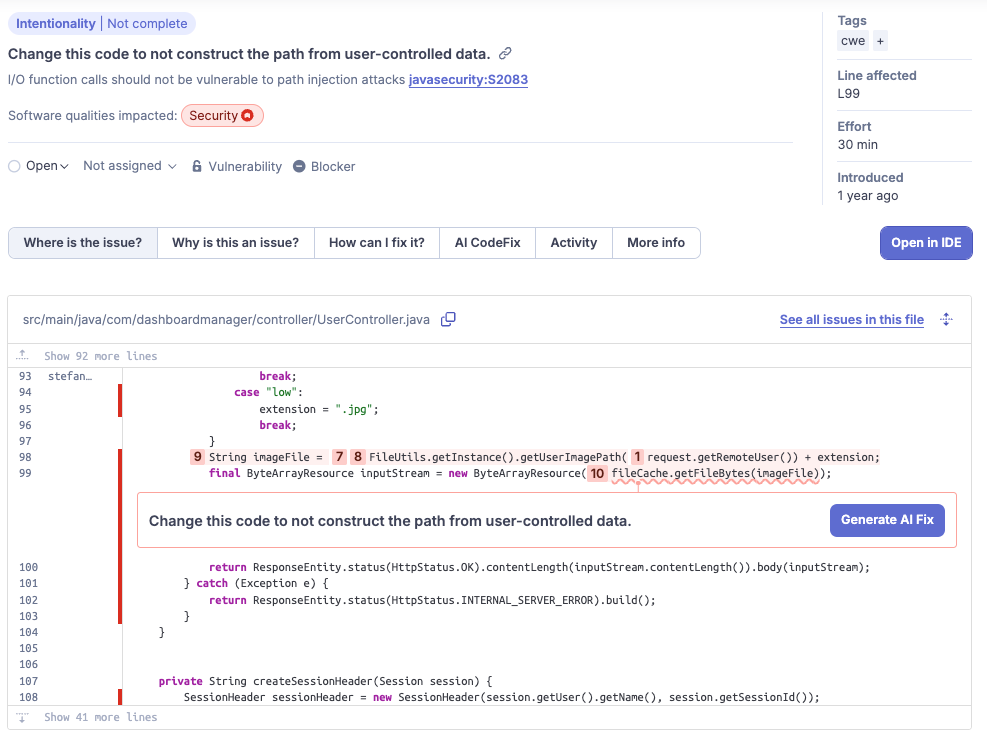 Intentionality | Not complete
Change this code to not construct the path from user-controlled data.
I/O function calls should not be vulnerable to path injection attacks javasecurity:S2083
Software qualities impacted: Security
Open Not assigned Vulnerability Blocker
Tags
cwe +
Line affected
L99
Effort
30 min
Introduced
1 year ago
Where is the issue? Why is this an issue? How can I fix it? AI CodeFix Activity More info
Open in IDE
src/main/java/com/dashboardmanager/controller/UserController.java
See all issues in this file
Show 92 more lines
93 stefan… break;
94 case "low":
95 extension = ".jpg";
96 break;
97 }
98 9 String imageFile = 7 8 FileUtils.getInstance().getUserImagePath( 1 request.getRemoteUser()) + extension;
99 final ByteArrayResource inputStream = new ByteArrayResource( 10 fileCache.getFileBytes(imageFile));
Change this code to not construct the path from user-controlled data.
Generate AI Fix
100 return ResponseEntity.status(HttpStatus.OK).contentLength(inputStream.contentLength()).body(inputStream);
101 } catch (Exception e) {
102 return ResponseEntity.status(HttpStatus.INTERNAL_SERVER_ERROR).build();
103 }
104 }
105
106
107 private String createSessionHeader(Session session) {
108 SessionHeader sessionHeader = new SessionHeader(session.getUser().getName(), session.getSessionId());
Show 41 more lines